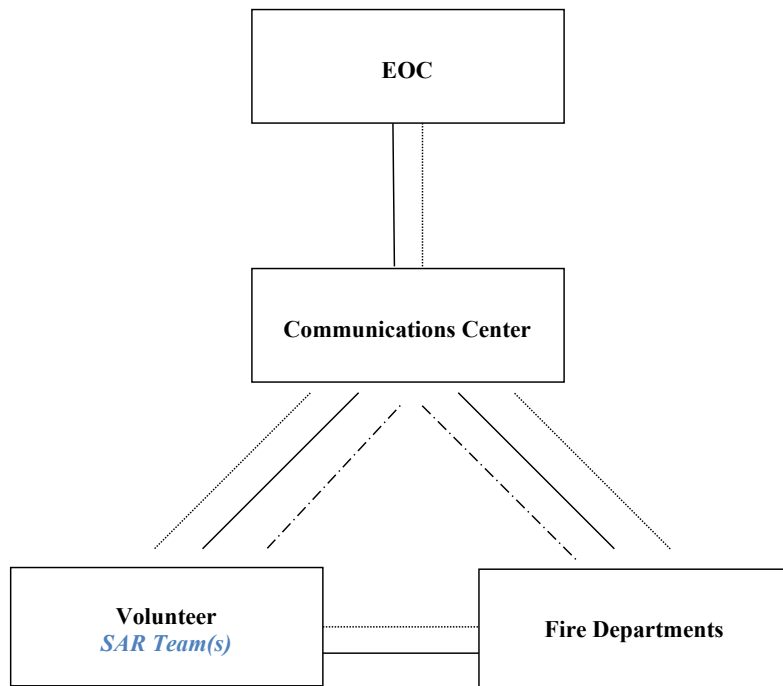 EOC
Communications Center
Volunteer
SAR Team(s)
Fire Departments